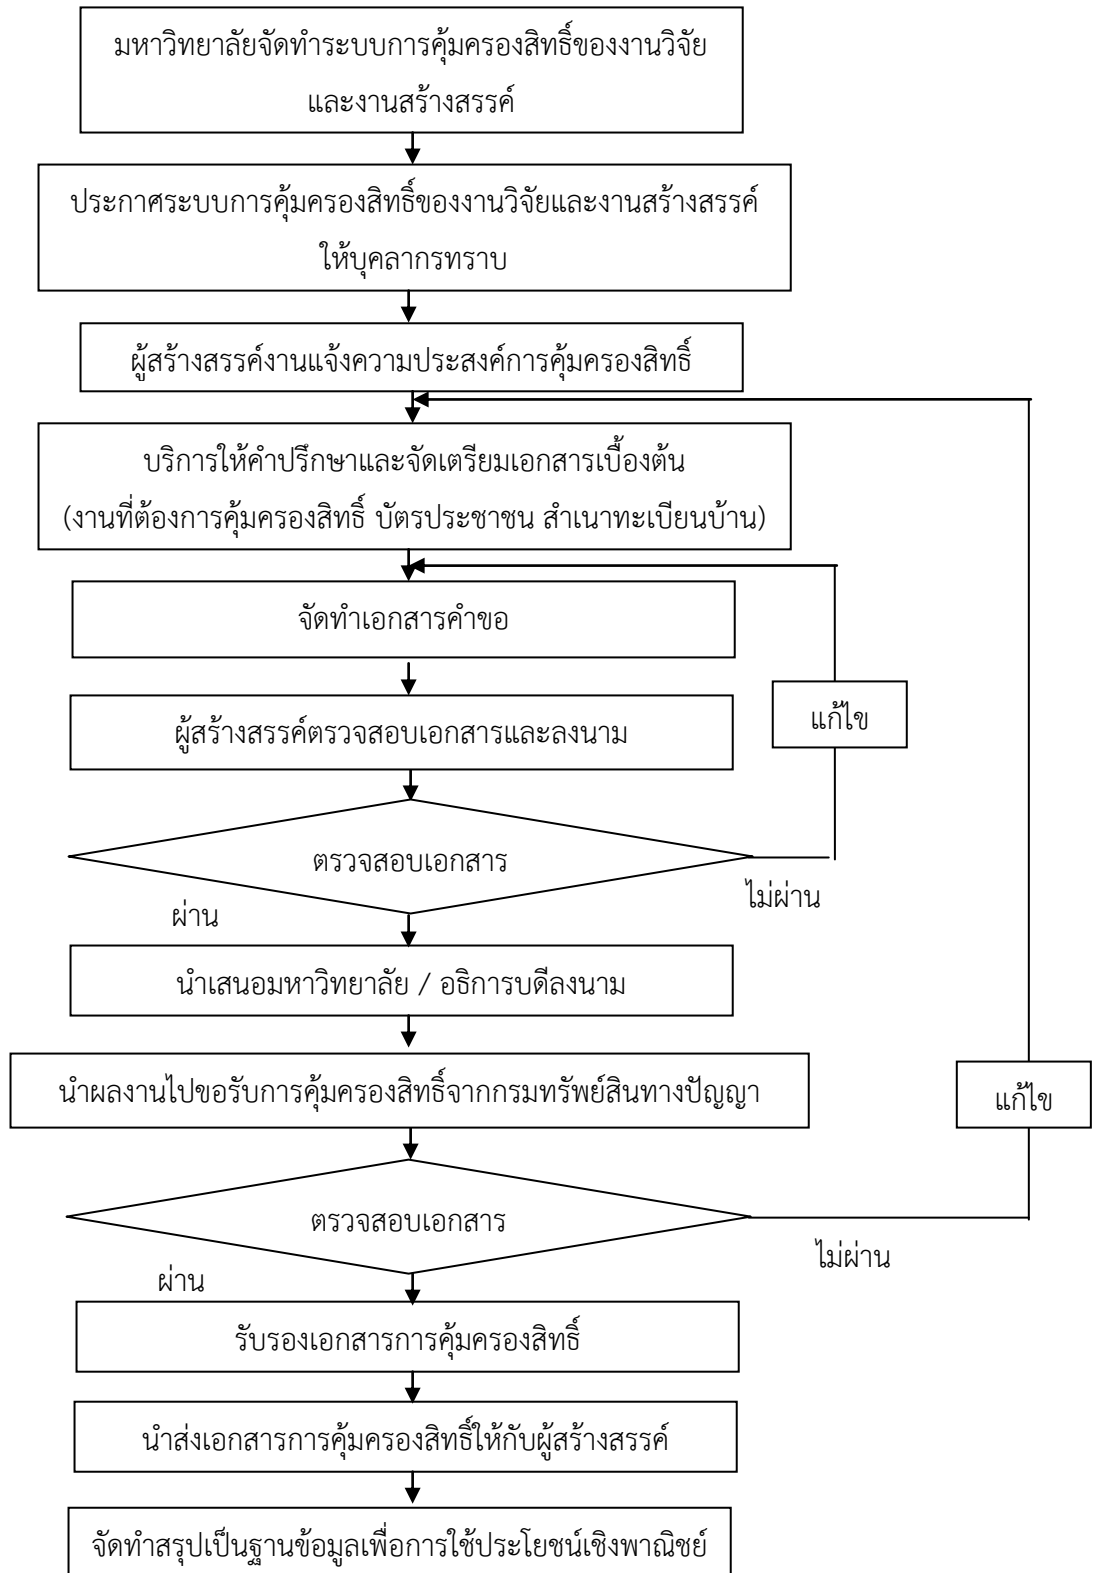 มหาวิทยาลัยจัดทำระบบการคุ้มครองสิทธิ์ของงานวิจัย
และงานสร้างสรรค์
ประกาศระบบการคุ้มครองสิทธิ์ของงานวิจัยและงานสร้างสรรค์
ให้บุคลากรทราบ
ผู้สร้างสรรค์งานแจ้งความประสงค์การคุ้มครองสิทธิ์
บริการให้คำปรึกษาและจัดเตรียมเอกสารเบื้องต้น
(งานที่ต้องการคุ้มครองสิทธิ์ บัตรประชาชน สำเนาทะเบียนบ้าน)
จัดทำเอกสารคำขอ
ผู้สร้างสรรค์ตรวจสอบเอกสารและลงนาม
แก้ไข
ตรวจสอบเอกสาร
ไม่ผ่าน
ผ่าน
นำเสนอมหาวิทยาลัย / อธิการบดีลงนาม
นำผลงานไปขอรับการคุ้มครองสิทธิ์จากกรมทรัพย์สินทางปัญญา
แก้ไข
ตรวจสอบเอกสาร
ไม่ผ่าน
ผ่าน
รับรองเอกสารการคุ้มครองสิทธิ์
นำส่งเอกสารการคุ้มครองสิทธิ์ให้กับผู้สร้างสรรค์
จัดทำสรุปเป็นฐานข้อมูลเพื่อการใช้ประโยชน์เชิงพาณิชย์